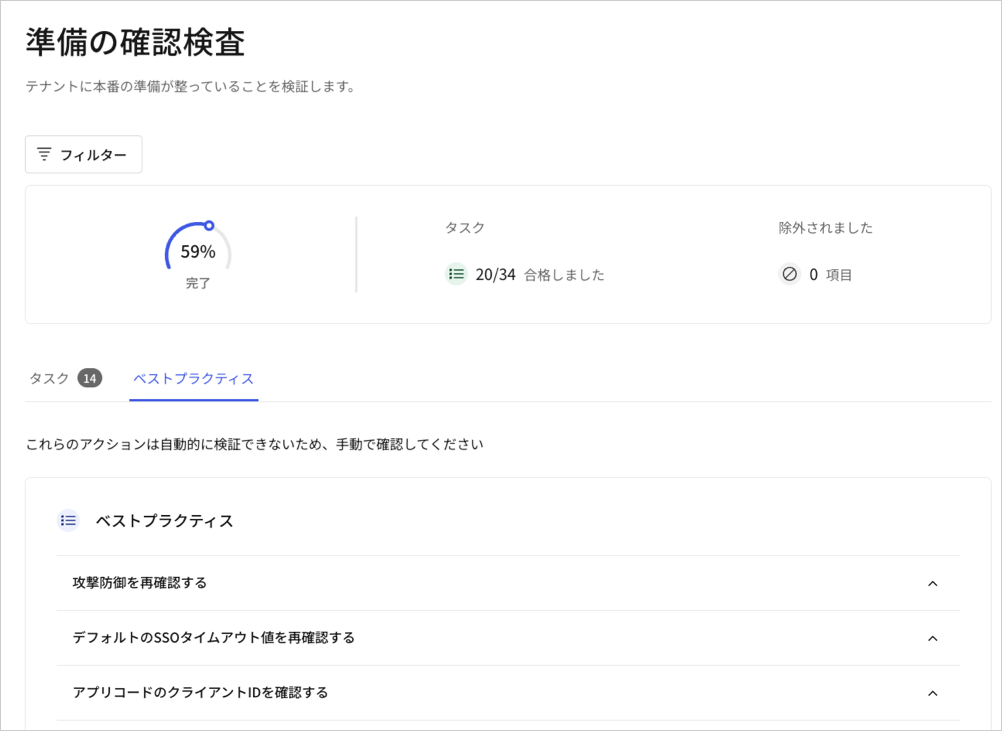 準備の確認検査
テナントに本番の準備が整っていることを検証します。
フィルター
59%
完了
タスク
20/34 合格しました
除外されました
0 項目
タスク 14
ベストプラクティス
これらのアクションは自動的に検証できないため、手動で確認してください
ベストプラクティス
攻撃防御を再確認する
デフォルトのSSOタイムアウト値を再確認する
アプリコードのクライアントIDを確認する